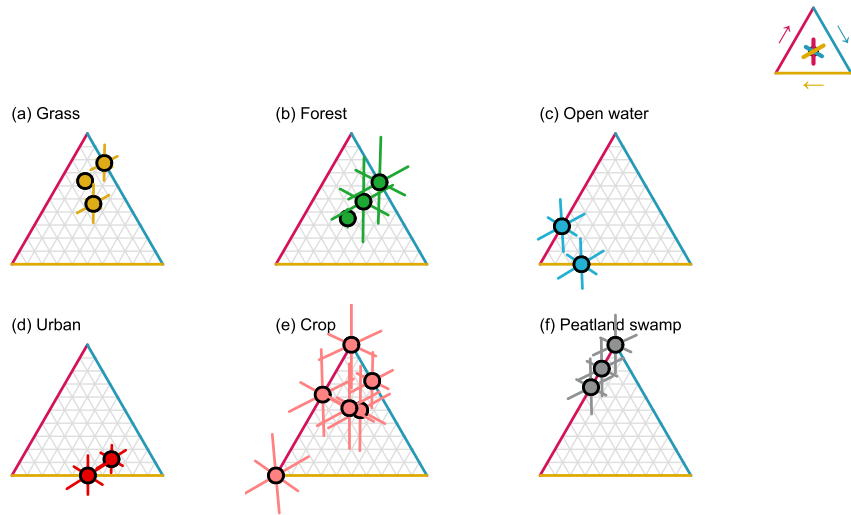 (a) Grass
(b) Forest
(c) Open water
(d) Urban
(e) Crop
(f) Peatland swamp